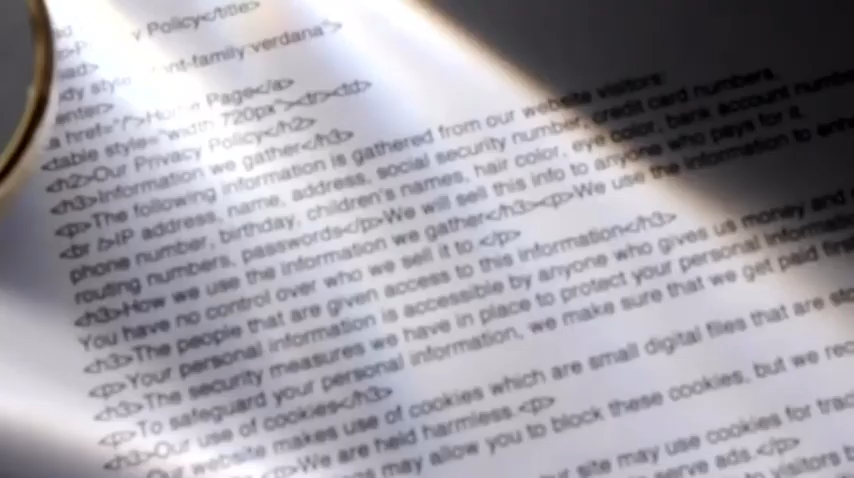 y Policy</title>
nt-family:verdana">
Home Page</a>
a href="/">
<table style="width: 720px"><tr><td>
<h2>Our Privacy Policy</h2>
<h3>Information we gather</h3>
<p>The following information is gathered from our website visitors:
<br />IP address, name, address, social security number, credit card numbers,
phone number, birthday, children's names, hair color, eye color, bank account
routing numbers, passwords</p>We will sell this info to anyone who pays for it.
<h3>How we use the information we gather</h3><p>We use the information to
You have no control over who we sell it to </p>
<h3>The people that are given access to this information</h3>
<p>Your personal information is accessible by anyone who gives us money and
<h3>The security measures we have in place to protect your personal
<p>To safeguard your personal information, we make sure that we get paid
<h3>Our use of cookies</h3>
Our website makes use of cookies which are small digital files that are
<p>We are held harmless <p>
may allow you to block these cookies, but we
site may use cookies for
serve ads </p>
to visitors